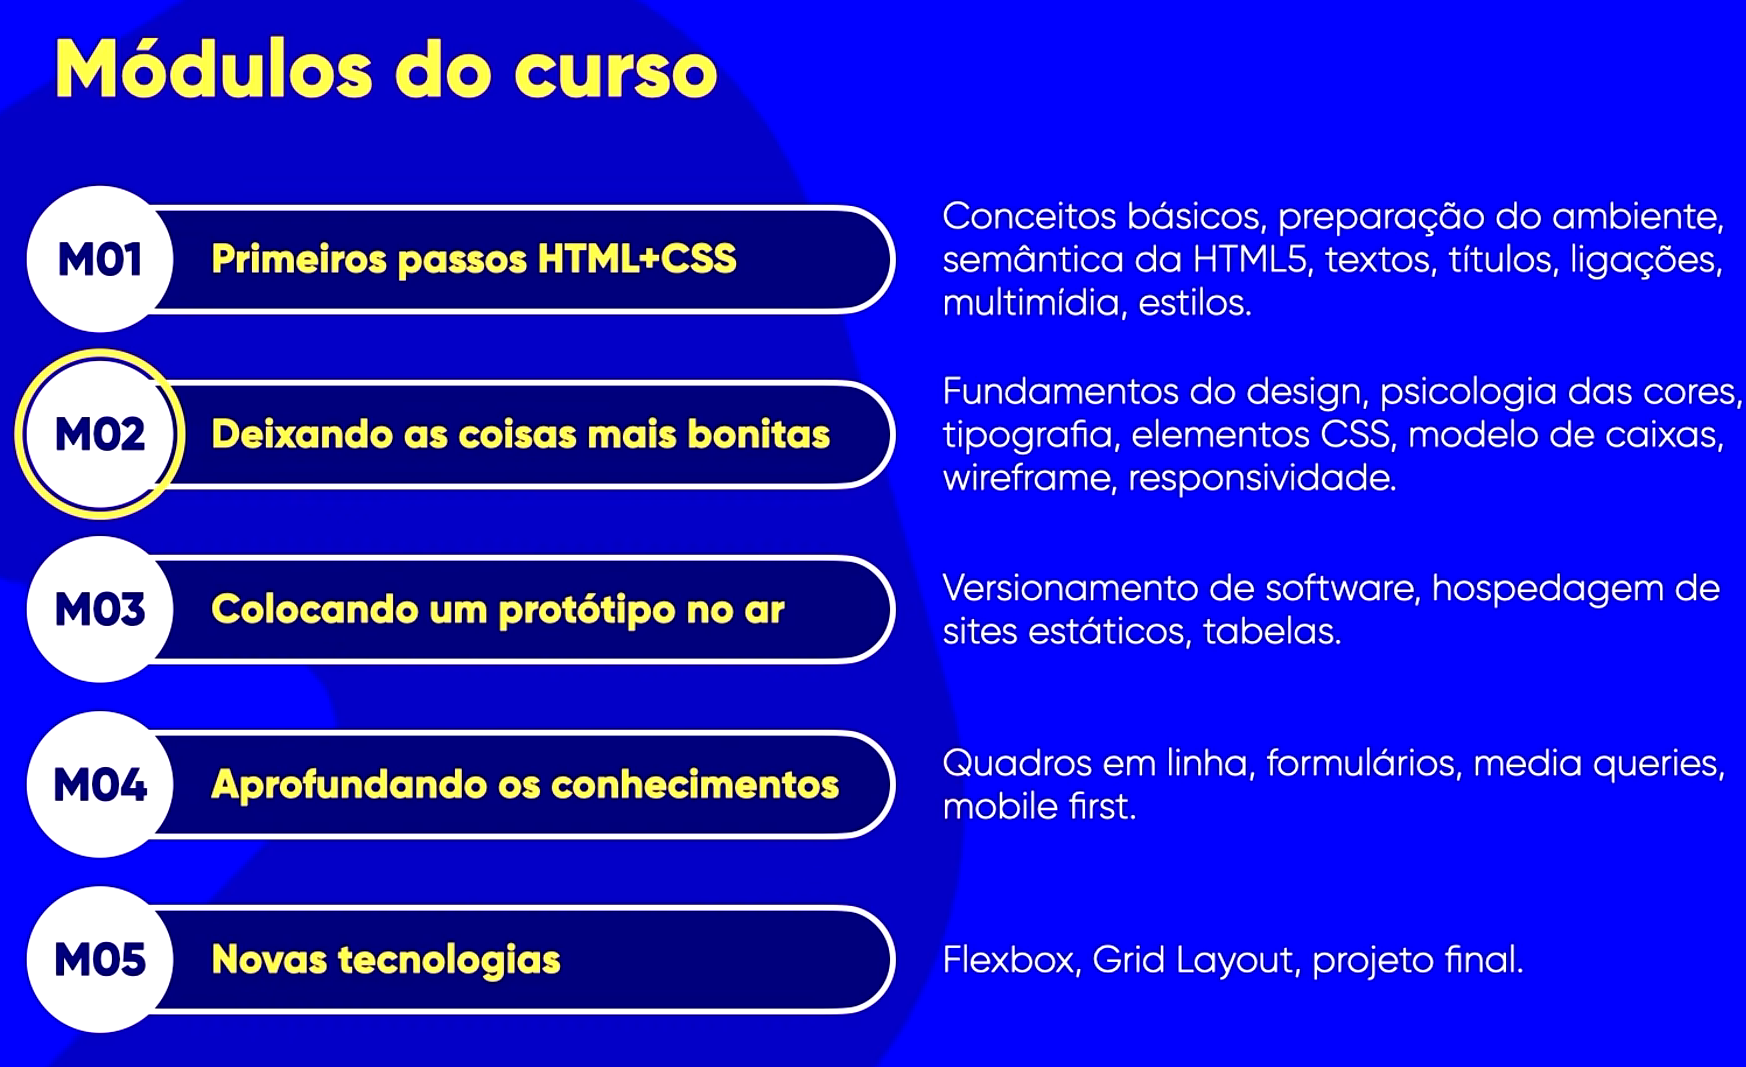 Módulos do curso
M01
Primeiros passos HTML+CSS
Conceitos básicos, preparação do ambiente,
semântica da HTML5, textos, títulos, ligações,
multimídia, estilos.
M02
Deixando as coisas mais bonitas
Fundamentos do design, psicologia das cores,
tipografia, elementos CSS, modelo de caixas,
wireframe, responsividade.
M03
Colocando um protótipo no ar
Versionamento de software, hospedagem de
sites estáticos, tabelas.
M04
Aprofundando os conhecimentos
Quadros em linha, formulários, media queries,
mobile first.
M05
Novas tecnologias
Flexbox, Grid Layout, projeto final.